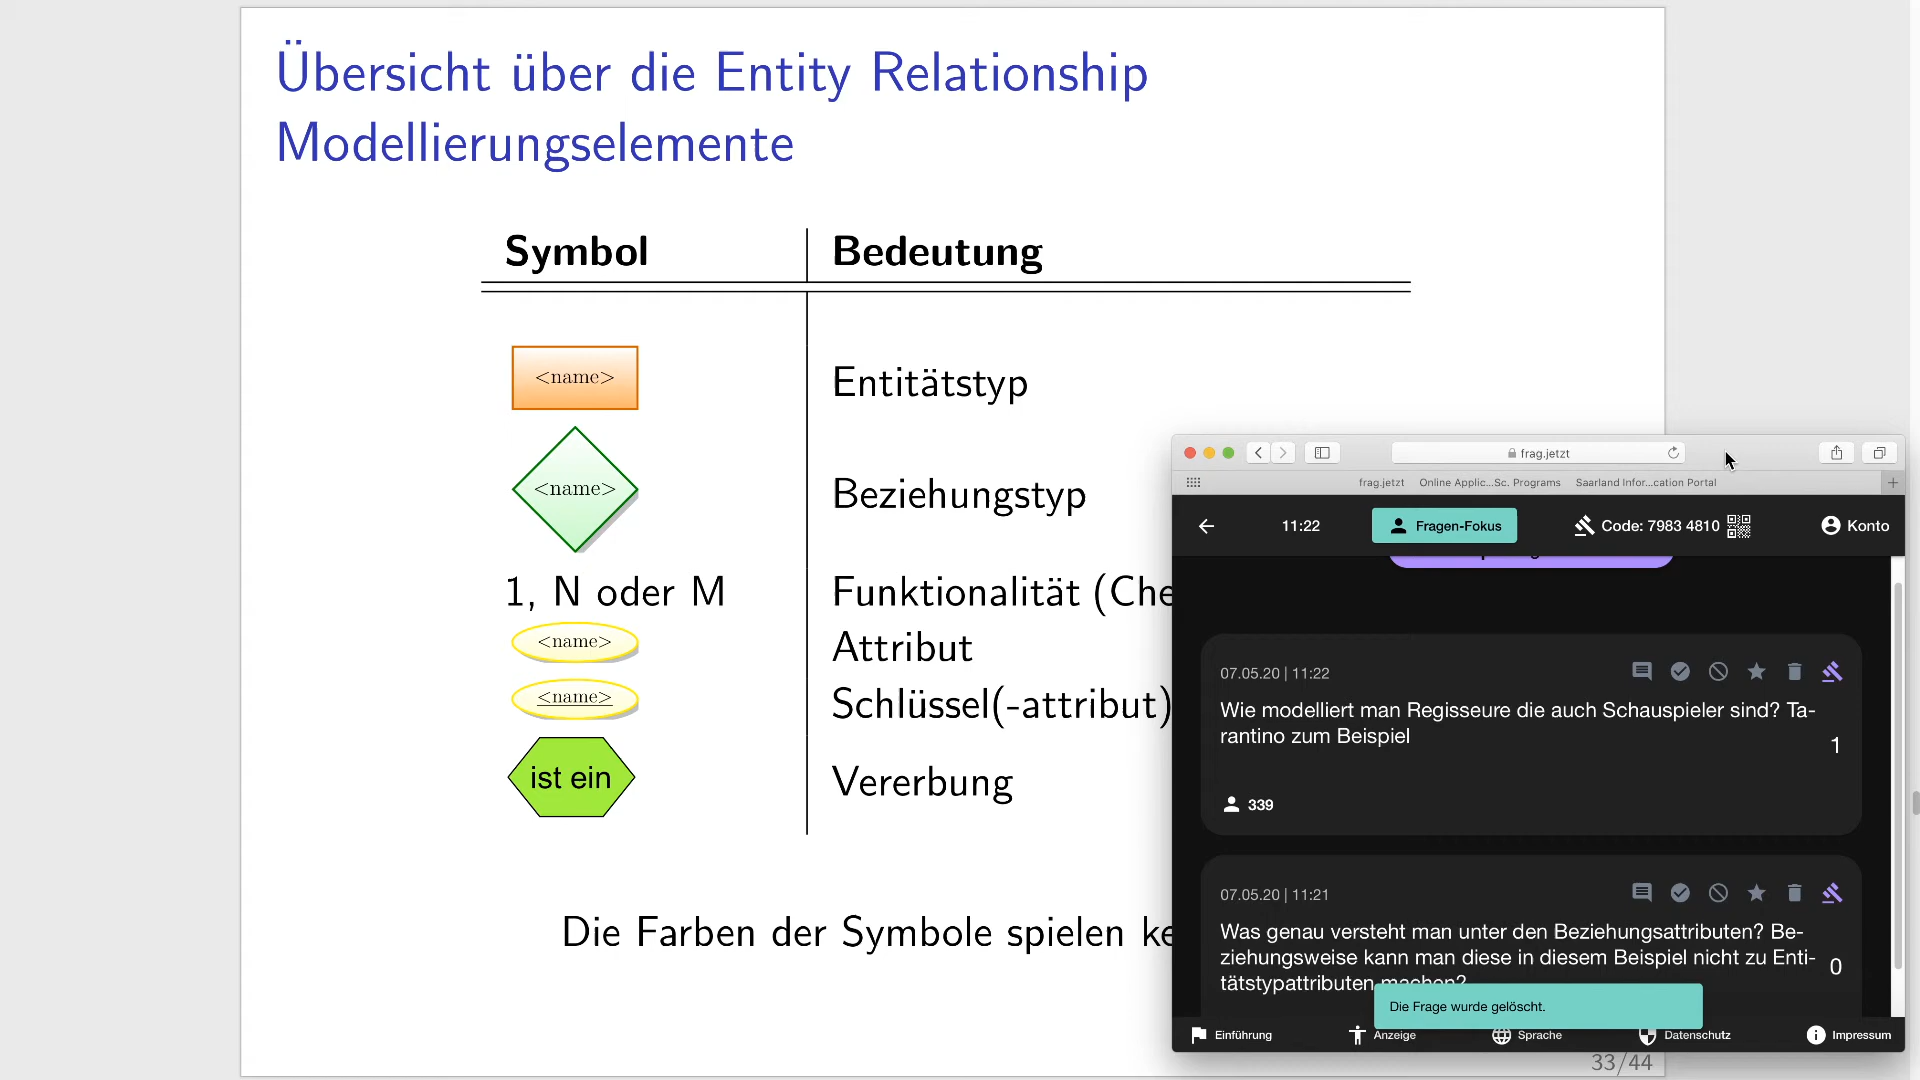 Übersicht über die Entity Relationship
Modellierungselemente
Symbol Bedeutung
<name> Entitätstyp
<name> Beziehungstyp
1, N oder M Funktionalität (Che
<name> Attribut
<name> Schlüssel(-attribut)
ist ein Vererbung
Die Farben der Symbole spielen ke
33/44
frag.jetzt
frag.jetzt Online Applic...Sc. Programs Saarland Infor...cation Portal
11:22 Fragen-Fokus Code: 7983 4810 Konto
07.05.20 | 11:22
Wie modelliert man Regisseure die auch Schauspieler sind? Ta-
rantino zum Beispiel
1
339
07.05.20 | 11:21
Was genau versteht man unter den Beziehungsattributen? Be-
ziehungsweise kann man diese in diesem Beispiel nicht zu Enti-
tätstypattributen machen?
0
Die Frage wurde gelöscht.
Einführung Anzeige Sprache Datenschutz Impressum